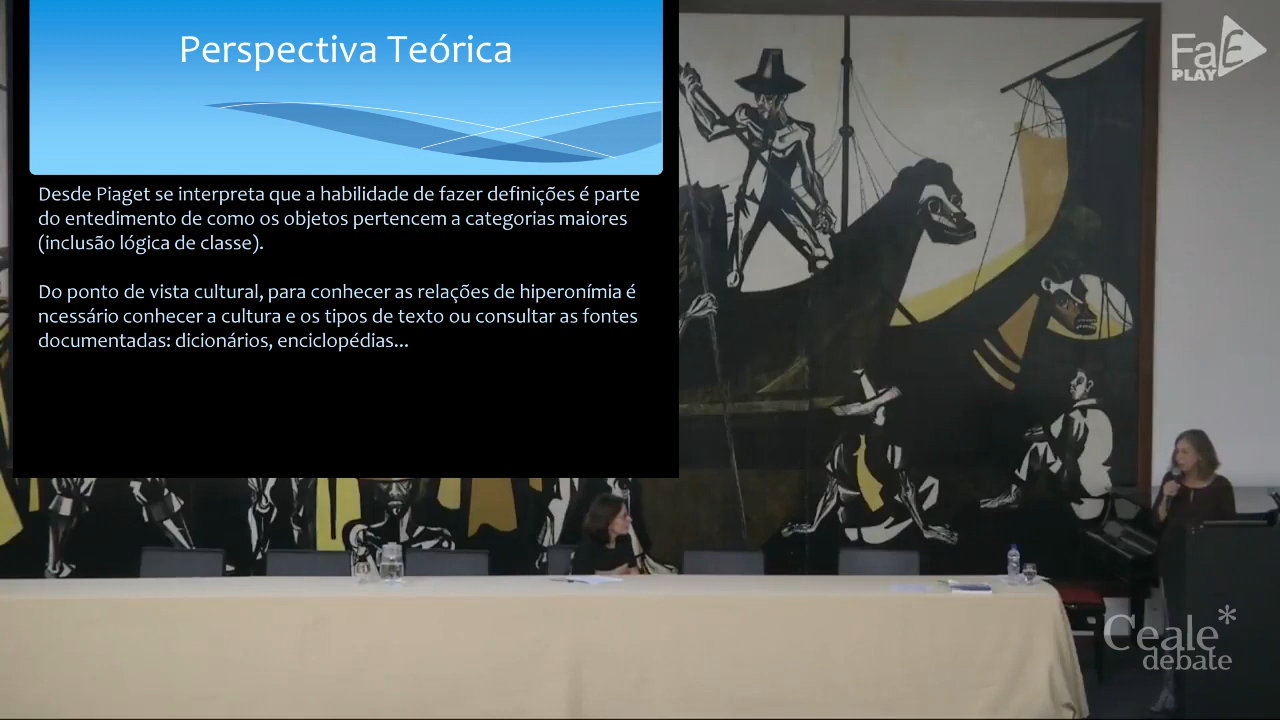 Perspectiva Teórica
Desde Piaget se interpreta que a habilidade de fazer definições é parte
do entedimento de como os objetos pertencem a categorias maiores
(inclusão lógica de classe).
Do ponto de vista cultural, para conhecer as relações de hiperonímia é
ncessário conhecer a cultura e os tipos de texto ou consultar as fontes
documentadas: dicionários, enciclopédias...
FaE
PLAY
Ceale*
debate